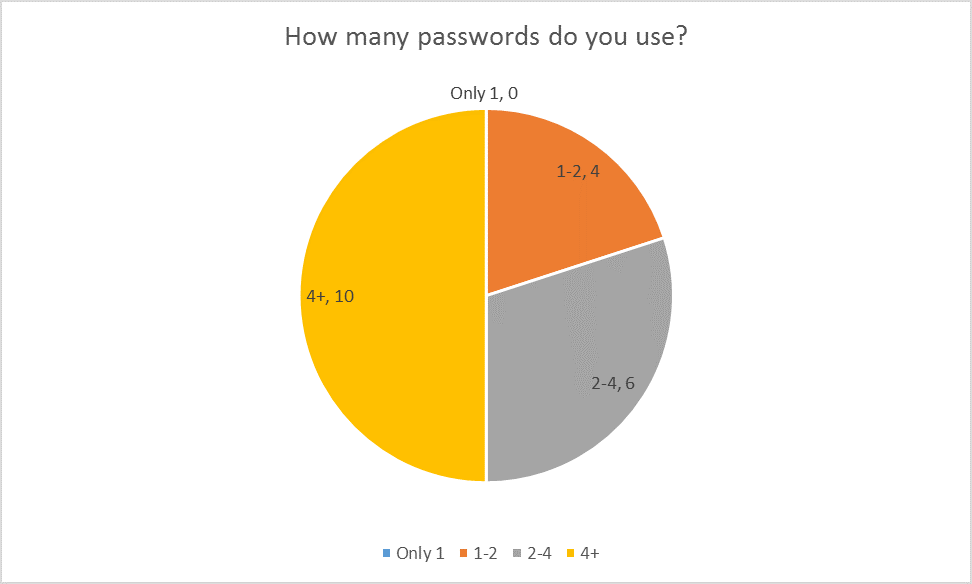 How many passwords do you use?
Only 1, 0
1-2, 4
4+, 10
2-4, 6
Only 1 1-2 2-4 4+